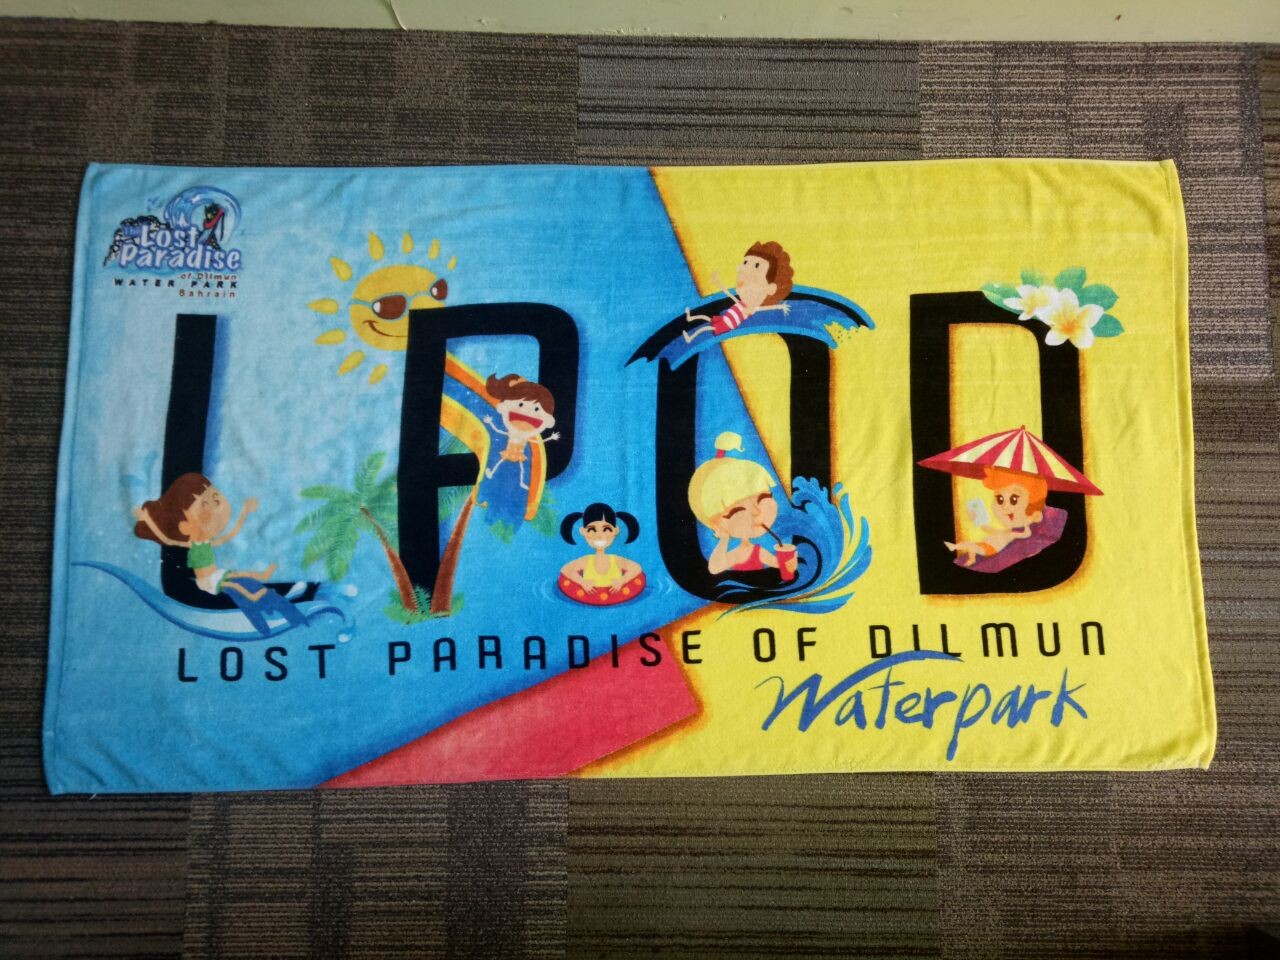 The
Lost
Paradise
of Dilmun
WATER PARK
Bahrain
LPOD
LOST PARADISE OF DILMUN
Waterpark